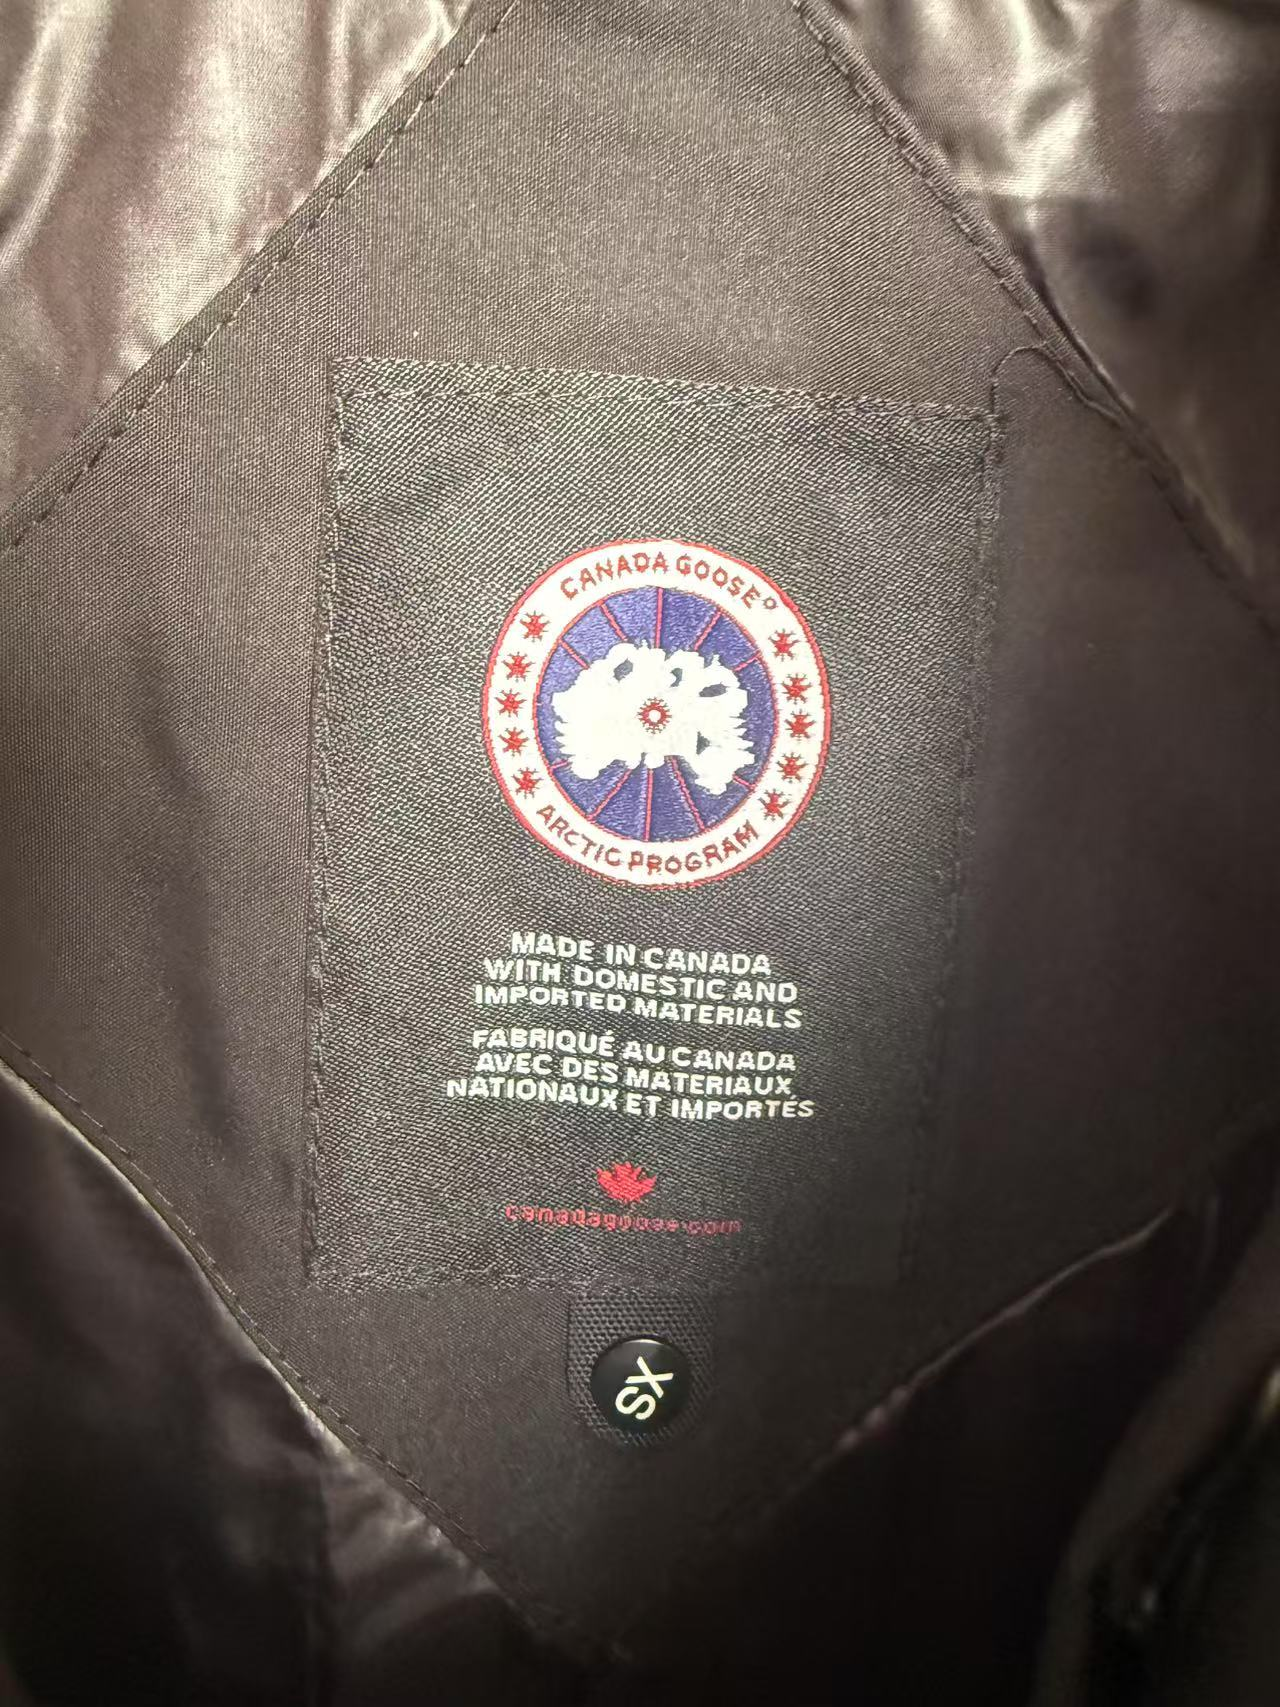 CANADA GOOSE®
ARCTIC PROGRAM
MADE IN CANADA
WITH DOMESTIC AND
IMPORTED MATERIALS
FABRIQUÉ AU CANADA
AVEC DES MATERIAUX
NATIONAUX ET IMPORTÉS
canadagoose.com
XS